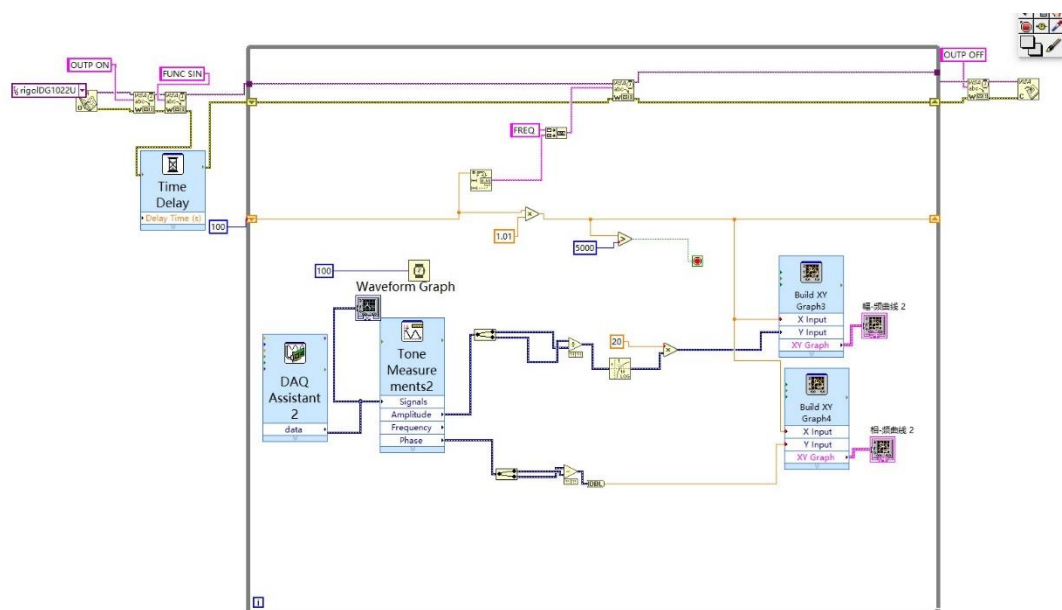 OUTP ON
FUNC SIN
rigolDG1022U
OUTP OFF
FREQ
Time
Delay
Delay Time (s)
100
1.01
5000
100
Waveform Graph
DAQ
Assistant
2
data
Tone
Measure
ments2
Signals
Amplitude
Frequency
Phase
20
LOG
Build XY
Graph3
X Input
Y Input
XY Graph
幅-频曲线 2
Build XY
Graph4
X Input
Y Input
XY Graph
相-频曲线 2
DBL
i